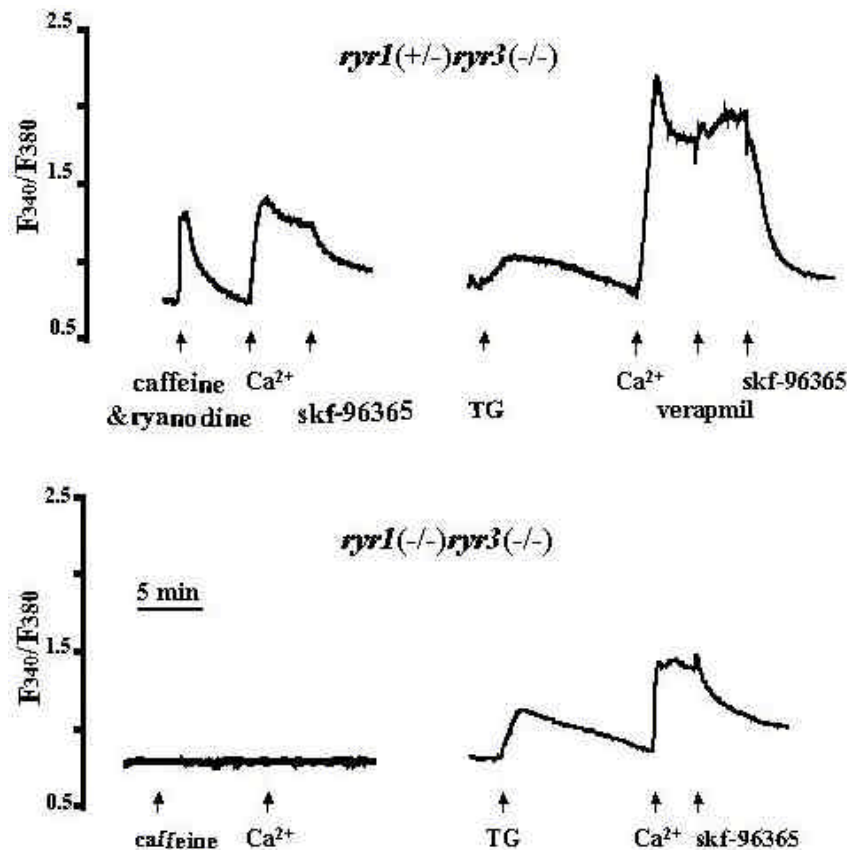 2.5
ryr1(+/-)ryr3(-/-)
F340/F380
1.5
0.5
caffeine Ca²⁺ Ca²⁺ skf-96365
&ryanodine skf-96365 TG verapmil
2.5
ryr1(-/-)ryr3(-/-)
5 min
F340/F380
1.5
0.5
caffeine Ca²⁺ TG Ca²⁺ skf-96365